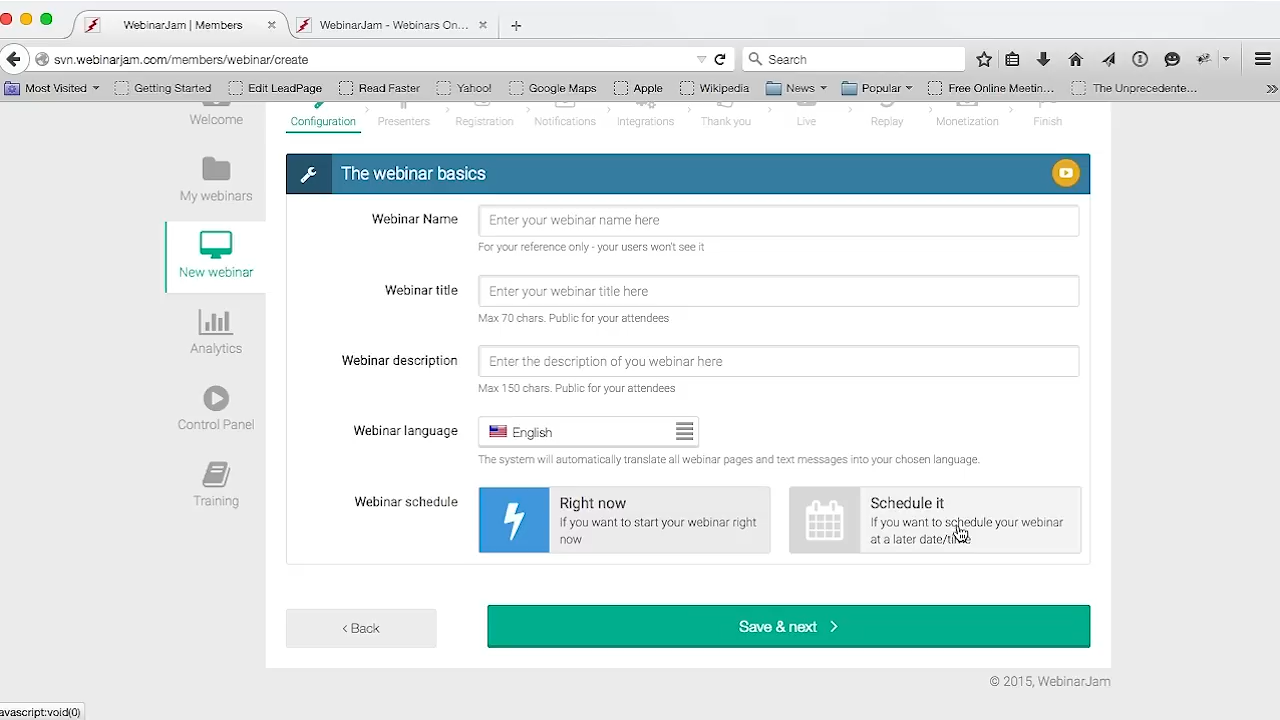 WebinarJam | Members
WebinarJam - Webinars On...
svn.webinarjam.com/members/webinar/create
Search
Most Visited
Getting Started
Edit LeadPage
Read Faster
Yahoo!
Google Maps
Apple
Wikipedia
News
Popular
Free Online Meetin...
The Unprecedente...
Welcome
My webinars
New webinar
Analytics
Control Panel
Training
Configuration
Presenters
Registration
Notifications
Integrations
Thank you
Live
Replay
Monetization
Finish
The webinar basics
Webinar Name
Enter your webinar name here
For your reference only - your users won't see it
Webinar title
Enter your webinar title here
Max 70 chars. Public for your attendees
Webinar description
Enter the description of you webinar here
Max 150 chars. Public for your attendees
Webinar language
English
The system will automatically translate all webinar pages and text messages into your chosen language.
Webinar schedule
Right now
If you want to start your webinar right
now
Schedule it
If you want to schedule your webinar
at a later date/time
< Back
Save & next >
© 2015, WebinarJam
avascript:void(0)